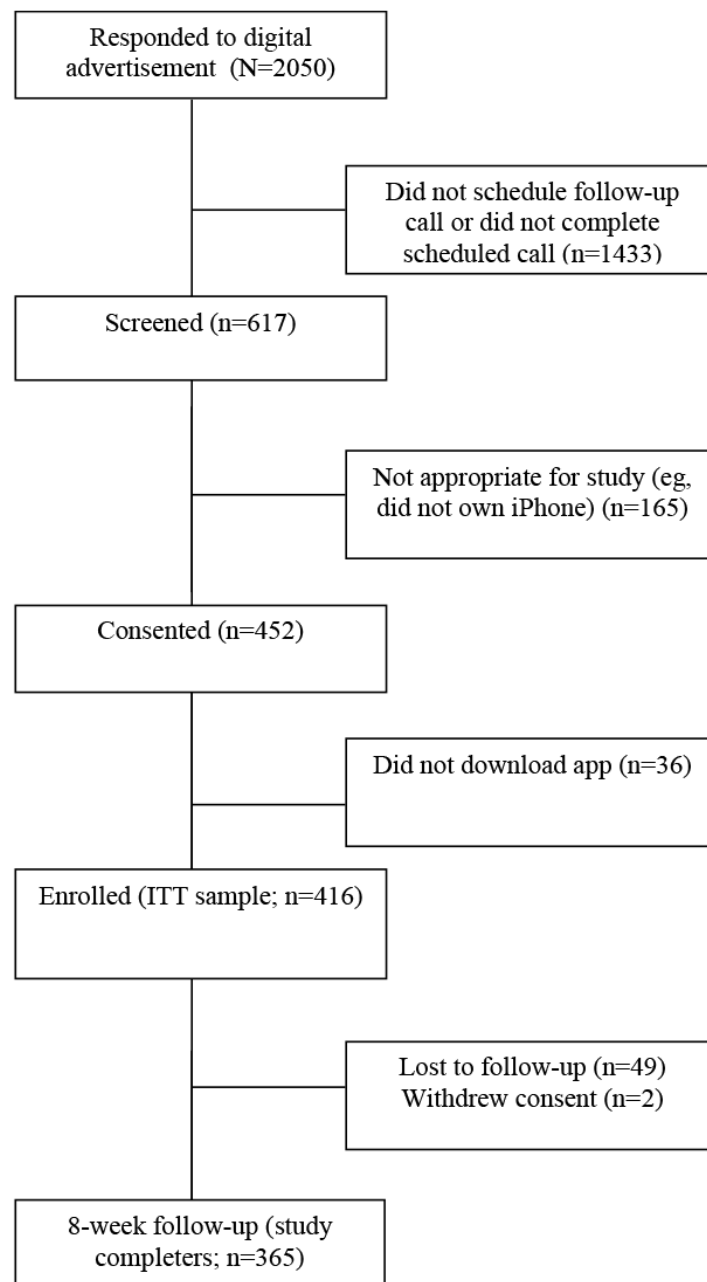 Responded to digital
advertisement (N=2050)
Did not schedule follow-up
call or did not complete
scheduled call (n=1433)
Screened (n=617)
Not appropriate for study (eg,
did not own iPhone) (n=165)
Consented (n=452)
Did not download app (n=36)
Enrolled (ITT sample; n=416)
Lost to follow-up (n=49)
Withdrew consent (n=2)
8-week follow-up (study
completers; n=365)